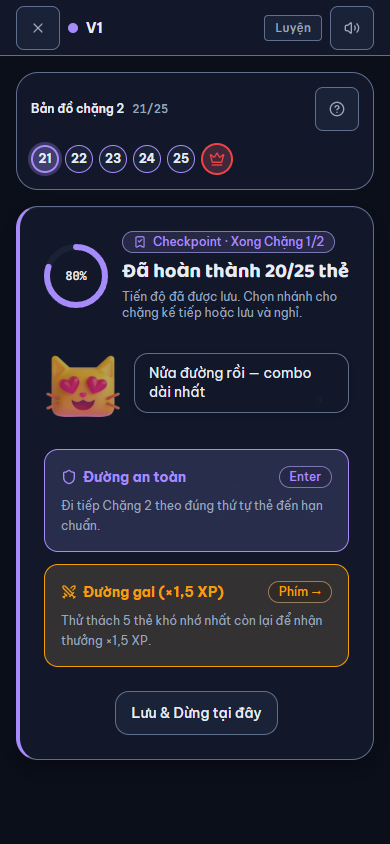 V1
Luyện
Bản đồ chặng 2 21/25
21 22 23 24 25
80%
Checkpoint · Xong Chặng 1/2
Đã hoàn thành 20/25 thẻ
Tiến độ đã được lưu. Chọn nhánh cho
chặng kế tiếp hoặc lưu và nghỉ.
Nửa đường rồi — combo
dài nhất
Đường an toàn
Enter
Đi tiếp Chặng 2 theo đúng thứ tự thẻ đến hạn
chuẩn.
Đường gai (×1,5 XP)
Phím →
Thử thách 5 thẻ khó nhớ nhất còn lại để nhận
thưởng ×1,5 XP.
Lưu & Dừng tại đây